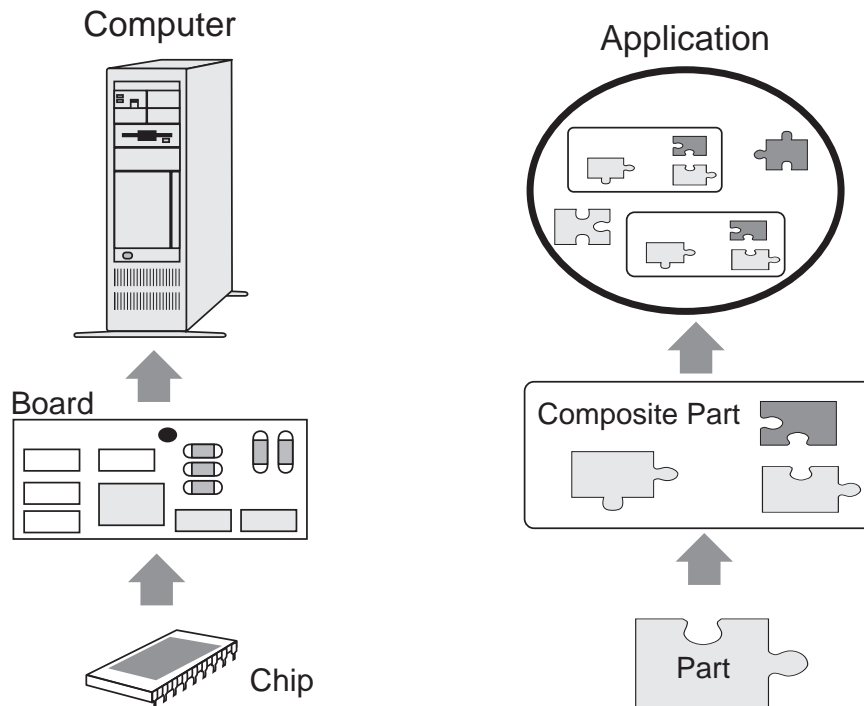 Computer
Application
Board
Composite Part
Chip
Part